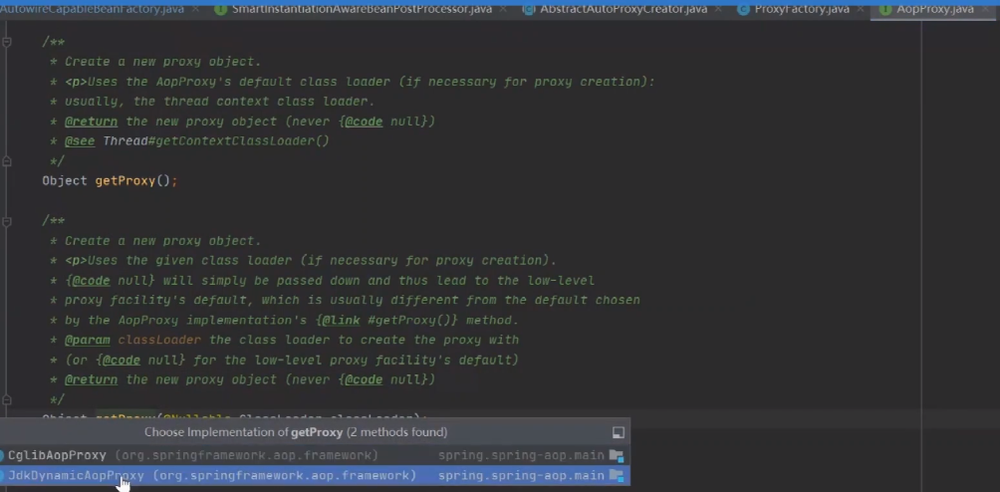 AutowireCapableBeanFactory.java × SmartInstantiationAwareBeanPostProcessor.java × AbstractAutoProxyCreator.java × ProxyFactory.java × AopProxy.java ×
/**
* Create a new proxy object.
* <p>Uses the AopProxy's default class loader (if necessary for proxy creation):
* usually, the thread context class loader.
* @return the new proxy object (never {@code null})
* @see Thread#getContextClassLoader()
*/
Object getProxy();
/**
* Create a new proxy object.
* <p>Uses the given class loader (if necessary for proxy creation).
* {@code null} will simply be passed down and thus lead to the low-level
* proxy facility's default, which is usually different from the default chosen
* by the AopProxy implementation's {@link #getProxy()} method.
* @param classLoader the class loader to create the proxy with
* (or {@code null} for the low-level proxy facility's default)
* @return the new proxy object (never {@code null})
*/
Object getProxy(@Nullable ClassLoader classLoader);
Choose Implementation of getProxy (2 methods found)
CglibAopProxy (org.springframework.aop.framework) spring.spring-aop.main
JdkDynamicAopProxy (org.springframework.aop.framework) spring.spring-aop.main